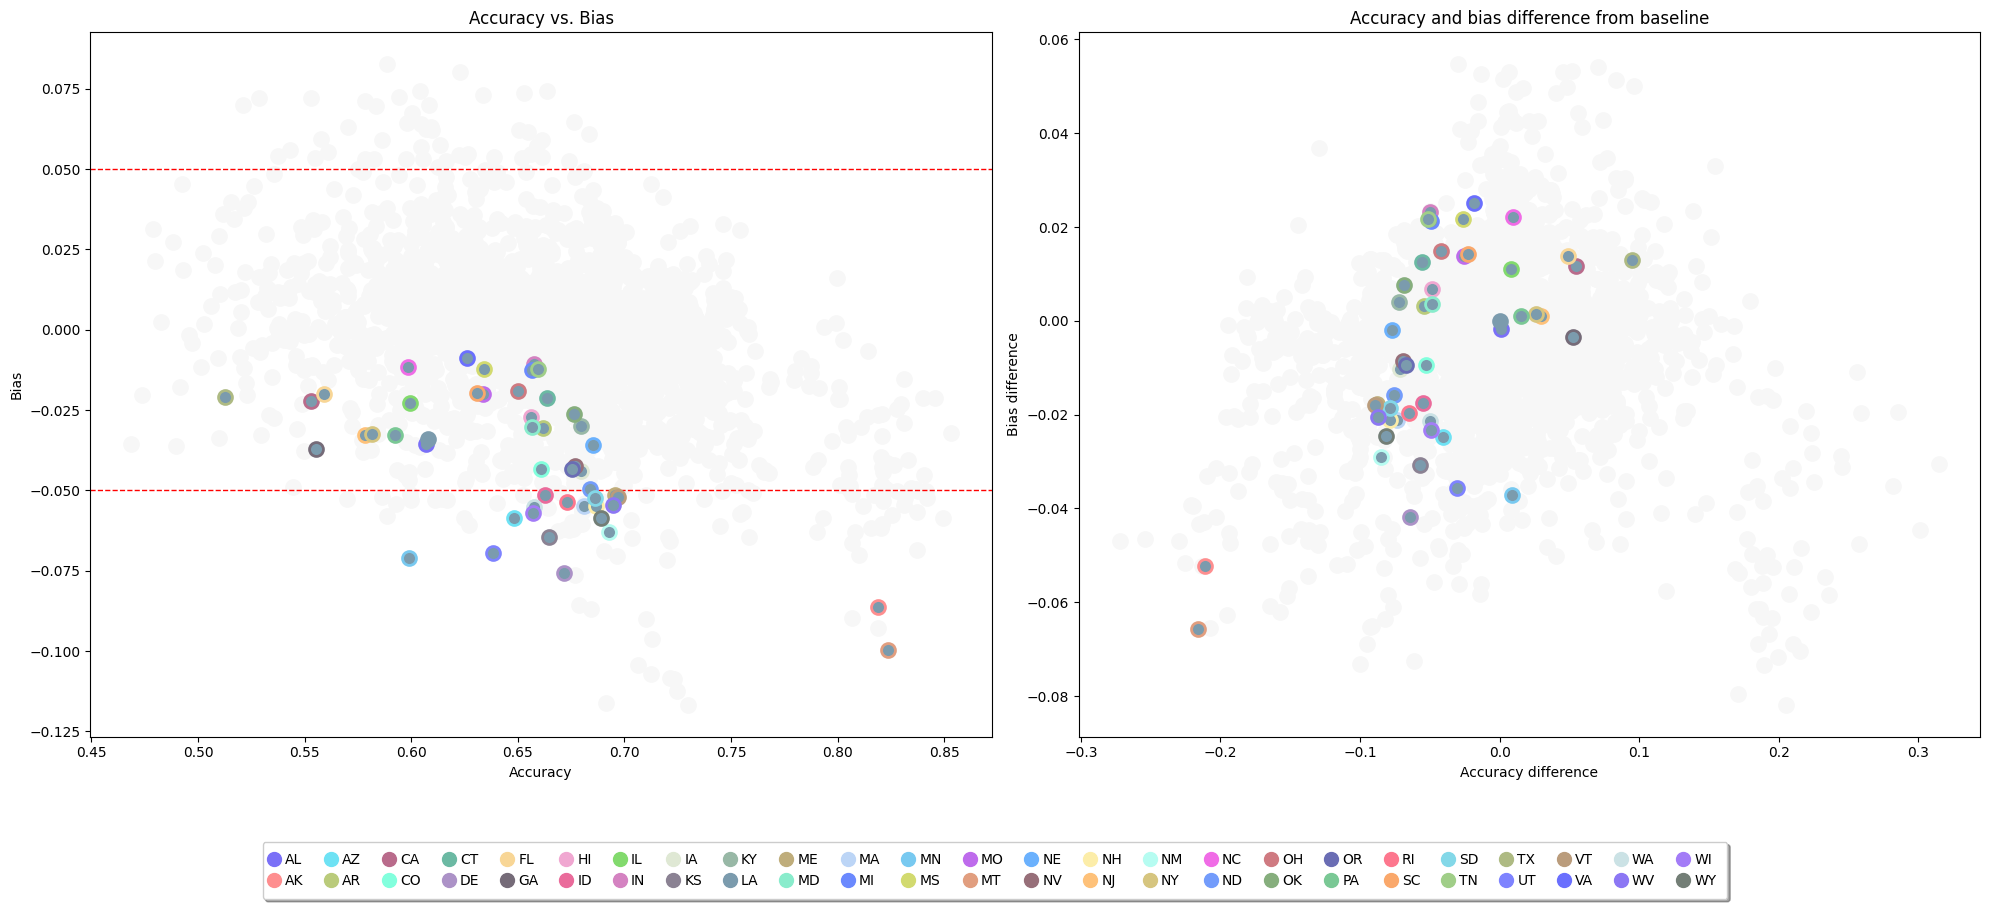 Accuracy vs. Bias
0.075
0.050
0.025
0.000
−0.025
−0.050
−0.075
−0.100
−0.125
Bias
0.45 0.50 0.55 0.60 0.65 0.70 0.75 0.80 0.85
Accuracy
Accuracy and bias difference from baseline
0.06
0.04
0.02
0.00
−0.02
−0.04
−0.06
−0.08
Bias difference
−0.3 −0.2 −0.1 0.0 0.1 0.2 0.3
Accuracy difference
AL AZ CA CT FL HI IL IA KY ME MA MN MO NE NH NM NC OH OR RI SD TX VT WA WI
AK AR CO DE GA ID IN KS LA MD MI MS MT NV NJ NY ND OK PA SC TN UT VA WV WY